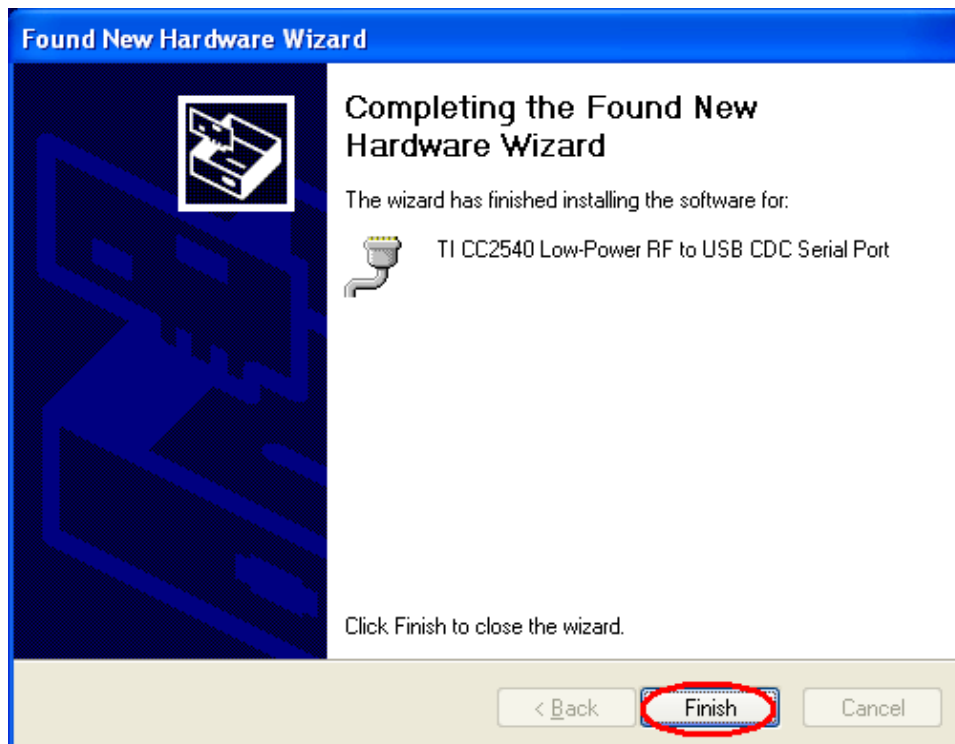 Found New Hardware Wizard
Completing the Found New
Hardware Wizard
The wizard has finished installing the software for:
TI CC2540 Low-Power RF to USB CDC Serial Port
Click Finish to close the wizard.
< Back
Finish
Cancel